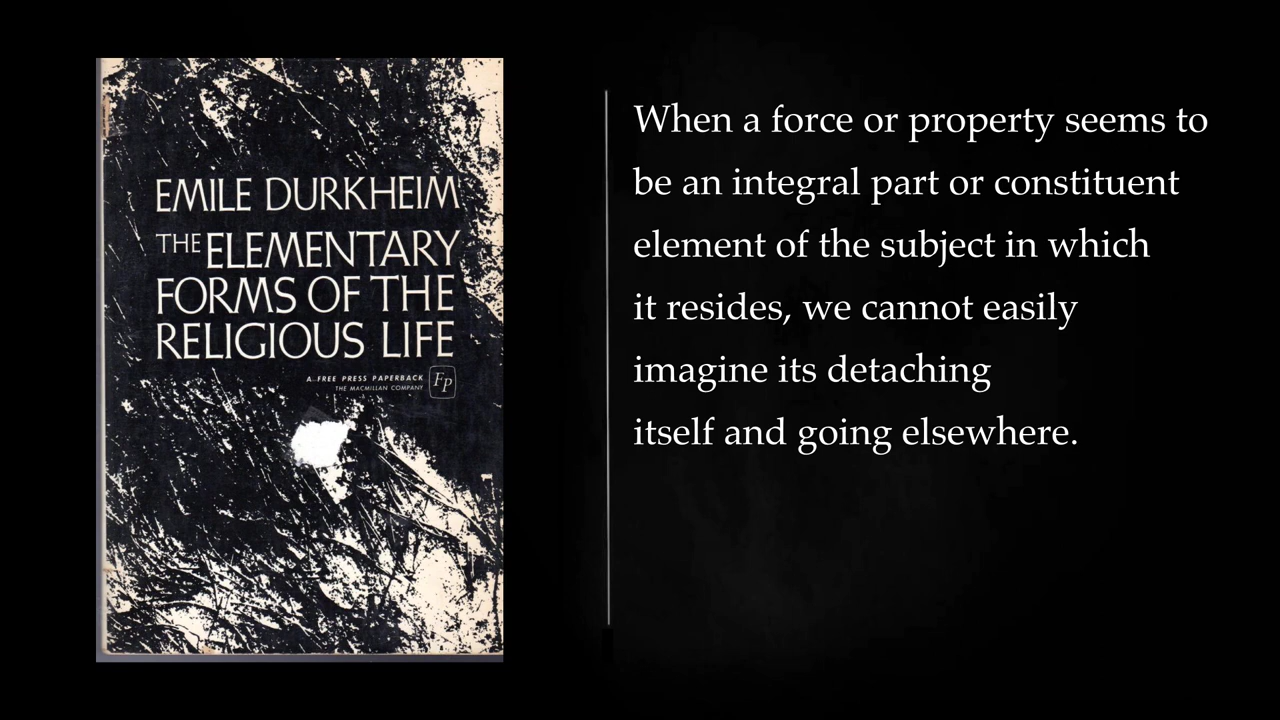 EMILE DURKHEIM
THE ELEMENTARY
FORMS OF THE
RELIGIOUS LIFE
A FREE PRESS PAPERBACK
THE MACMILLAN COMPANY
Fp
When a force or property seems to
be an integral part or constituent
element of the subject in which
it resides, we cannot easily
imagine its detaching
itself and going elsewhere.